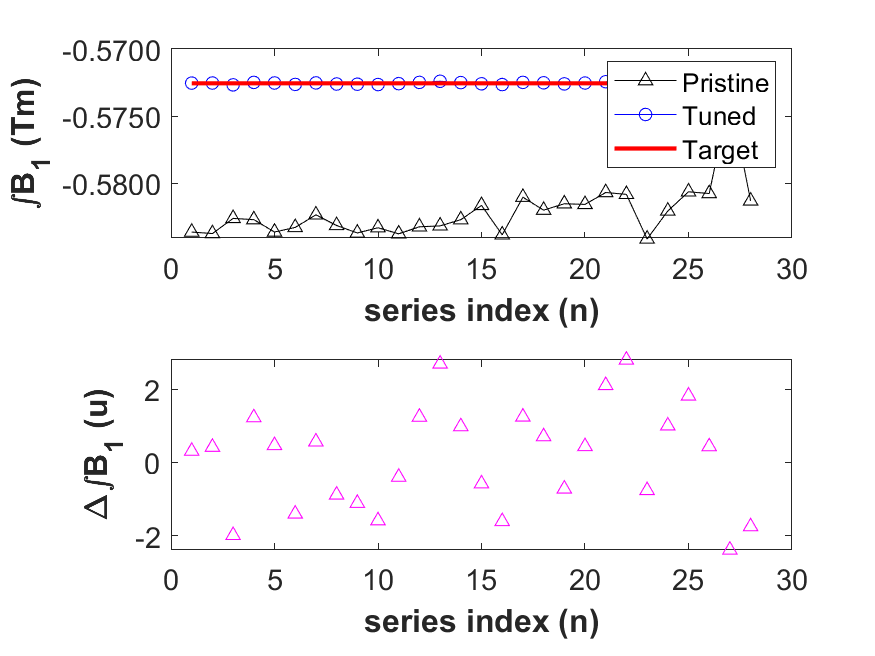 -0.5700
-0.5750
-0.5800
∫B1 (Tm)
Pristine
Tuned
Target
0 5 10 15 20 25 30
series index (n)
2
0
-2
Δ∫B1 (u)
0 5 10 15 20 25 30
series index (n)